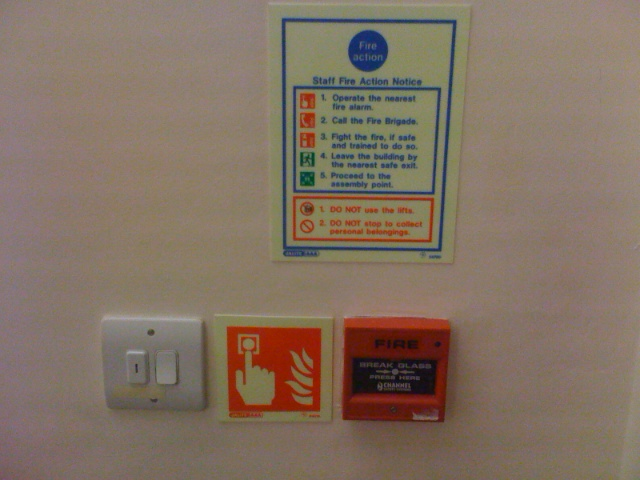 Fire
action
Staff Fire Action Notice
1. Operate the nearest
fire alarm.
2. Call the Fire Brigade.
3. Fight the fire, if safe
and trained to do so.
4. Leave the building by
the nearest safe exit.
5. Proceed to the
assembly point.
1. DO NOT use the lifts.
2. DO NOT stop to collect
personal belongings.
FIRE
BREAK GLASS
PRESS HERE
CHANNEL